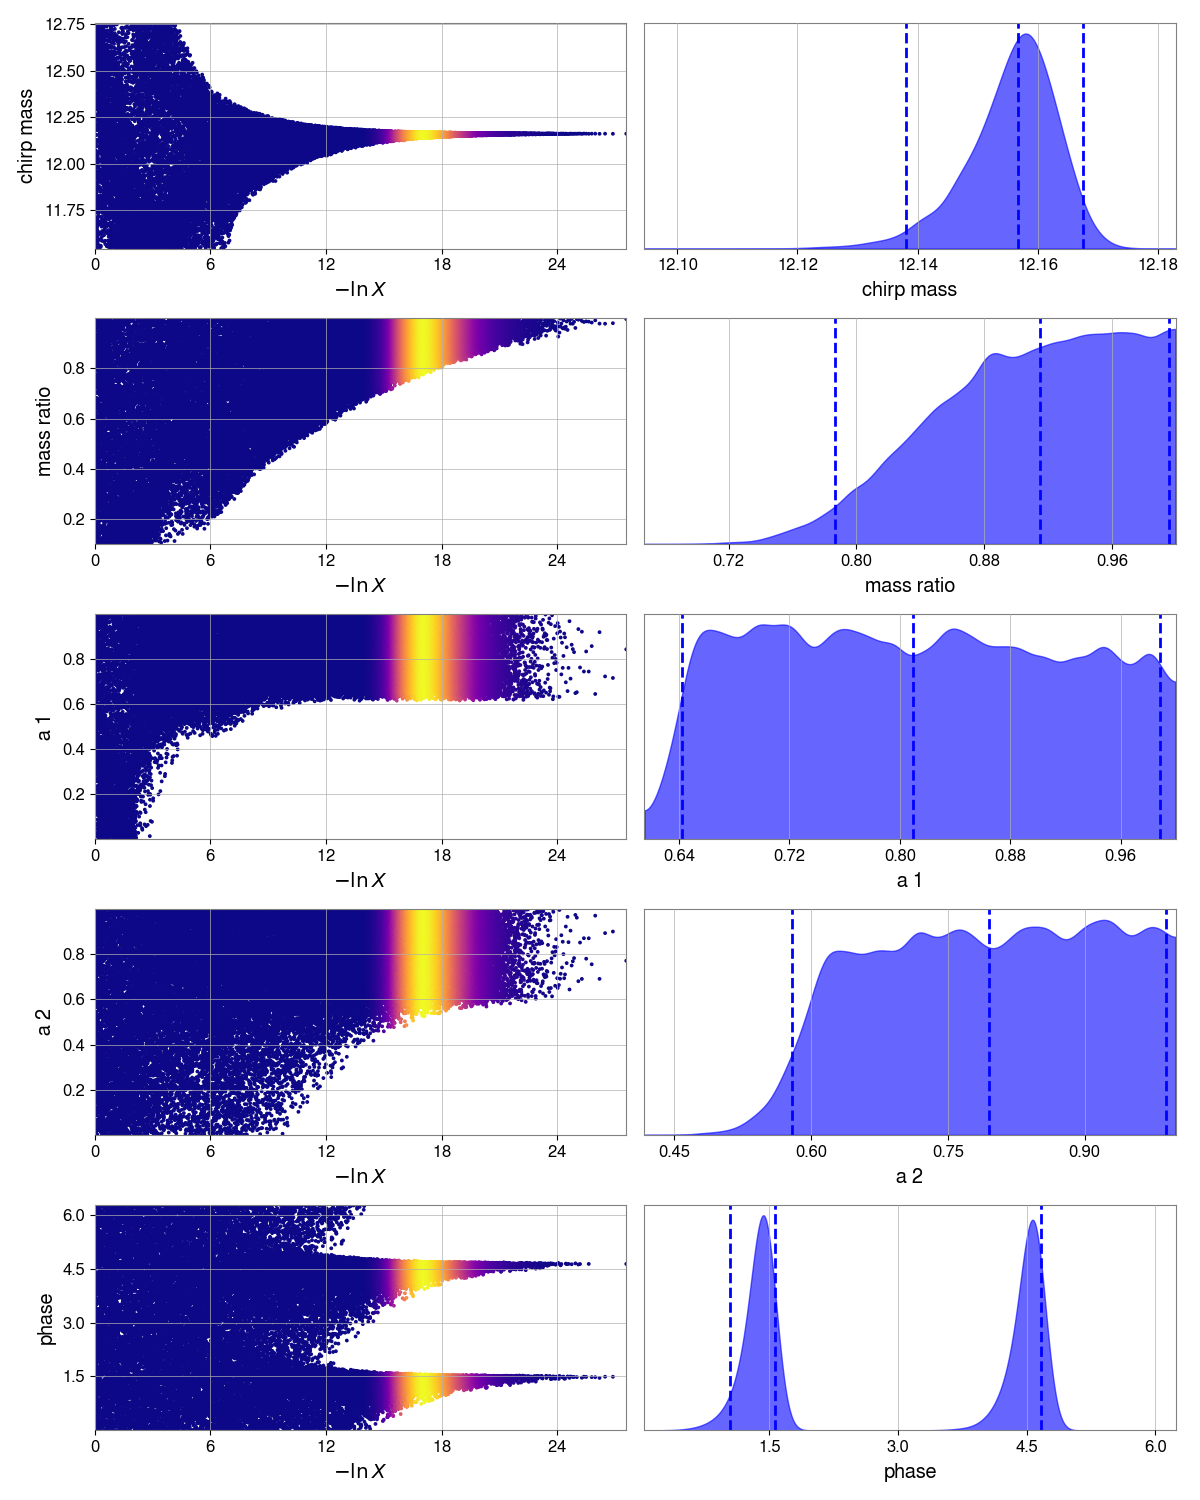 12.75
12.50
12.25
12.00
11.75
chirp mass
0 6 12 18 24
−ln X
12.10 12.12 12.14 12.16 12.18
chirp mass
0.8
0.6
0.4
0.2
mass ratio
0 6 12 18 24
−ln X
0.72 0.80 0.88 0.96
mass ratio
0.8
0.6
0.4
0.2
a 1
0 6 12 18 24
−ln X
0.64 0.72 0.80 0.88 0.96
a 1
0.8
0.6
0.4
0.2
a 2
0 6 12 18 24
−ln X
0.45 0.60 0.75 0.90
a 2
6.0
4.5
3.0
1.5
phase
0 6 12 18 24
−ln X
1.5 3.0 4.5 6.0
phase